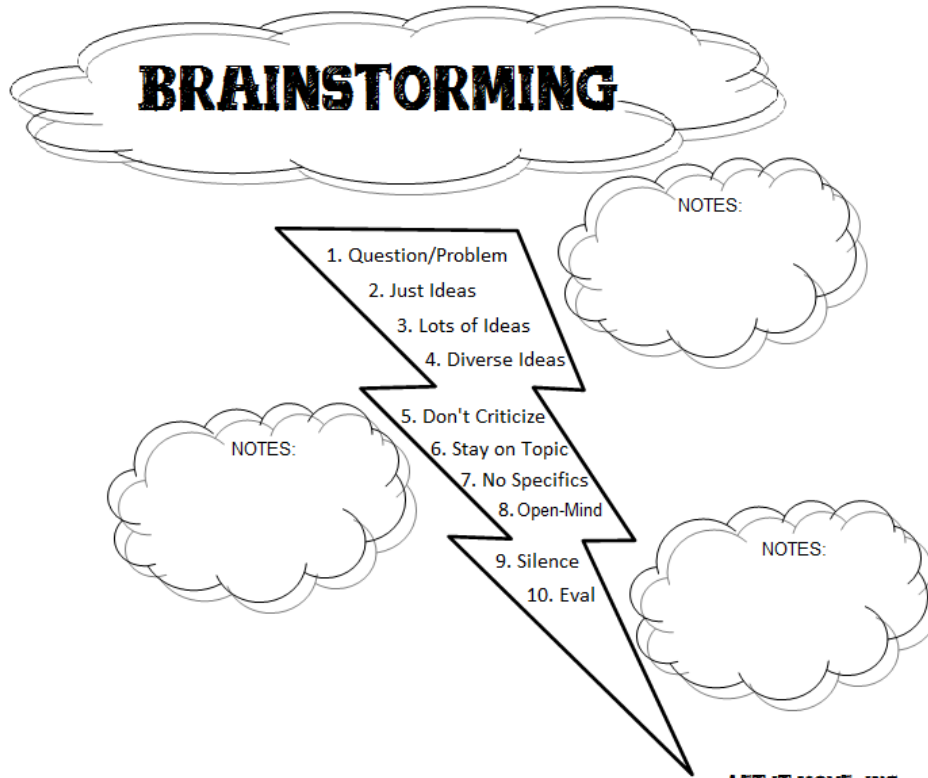 BRAINSTORMING
NOTES:
1. Question/Problem
2. Just Ideas
3. Lots of Ideas
4. Diverse Ideas
5. Don't Criticize
NOTES:
6. Stay on Topic
7. No Specifics
8. Open-Mind
NOTES:
9. Silence
10. Eval